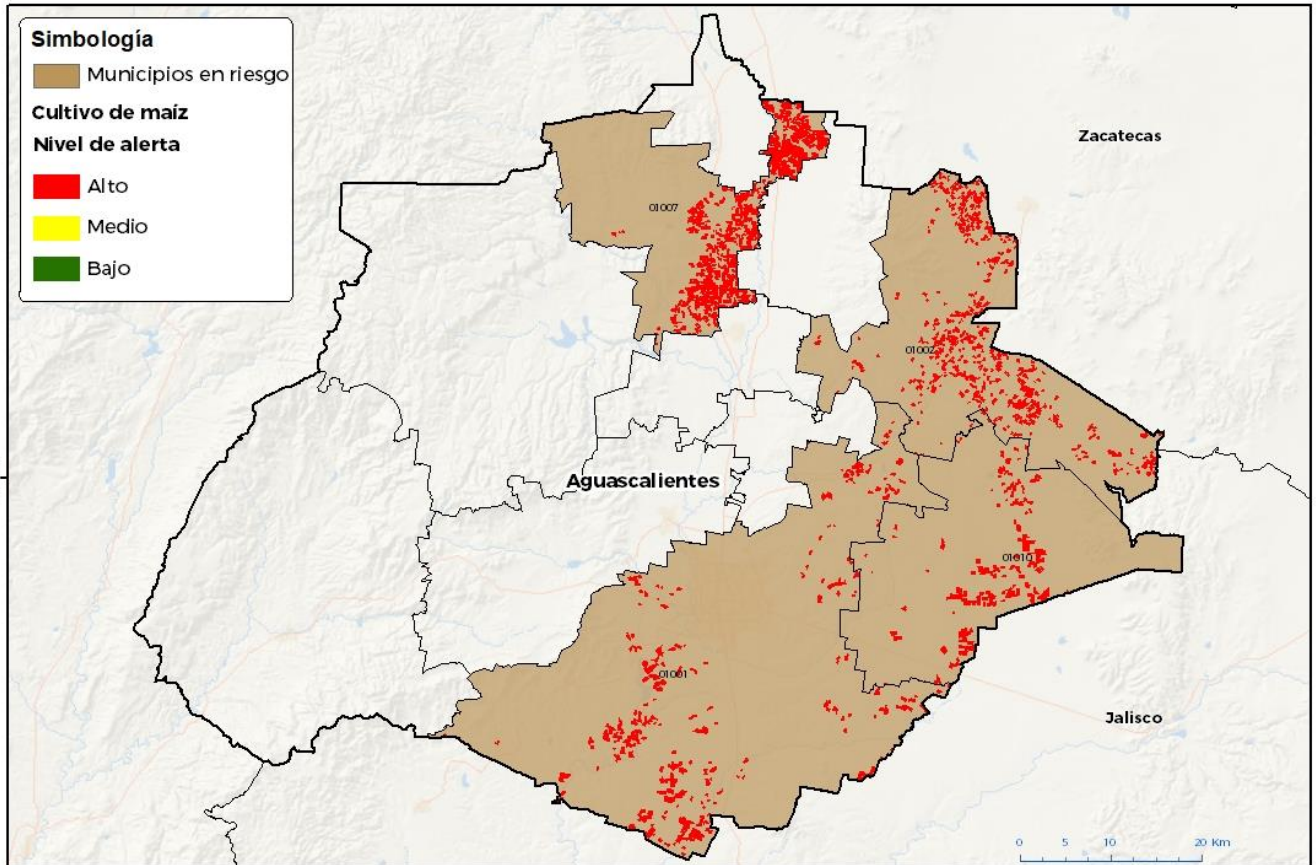 Simbología
Municipios en riesgo
Cultivo de maíz
Nivel de alerta
Alto
Medio
Bajo
Zacatecas
01007
01002
Aguascalientes
01010
01001
Jalisco
0 5 10 20 Km